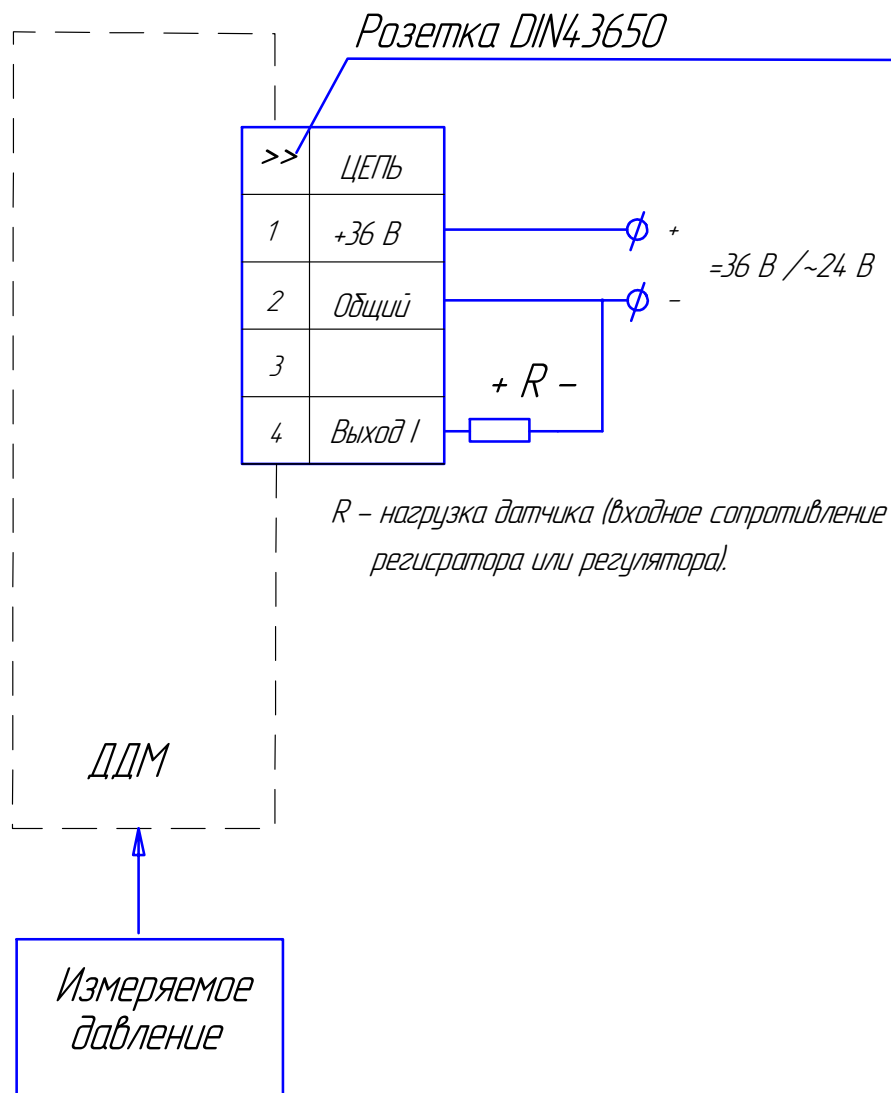 Розетка DIN43650
>> ЦЕПЬ
1 +36 В
+
=36 В /~24 В
2 Общий
-
3
+ R -
4 Выход I
R - нагрузка датчика (входное сопротивление
регисратора или регулятора).
ДДМ
Измеряемое
давление